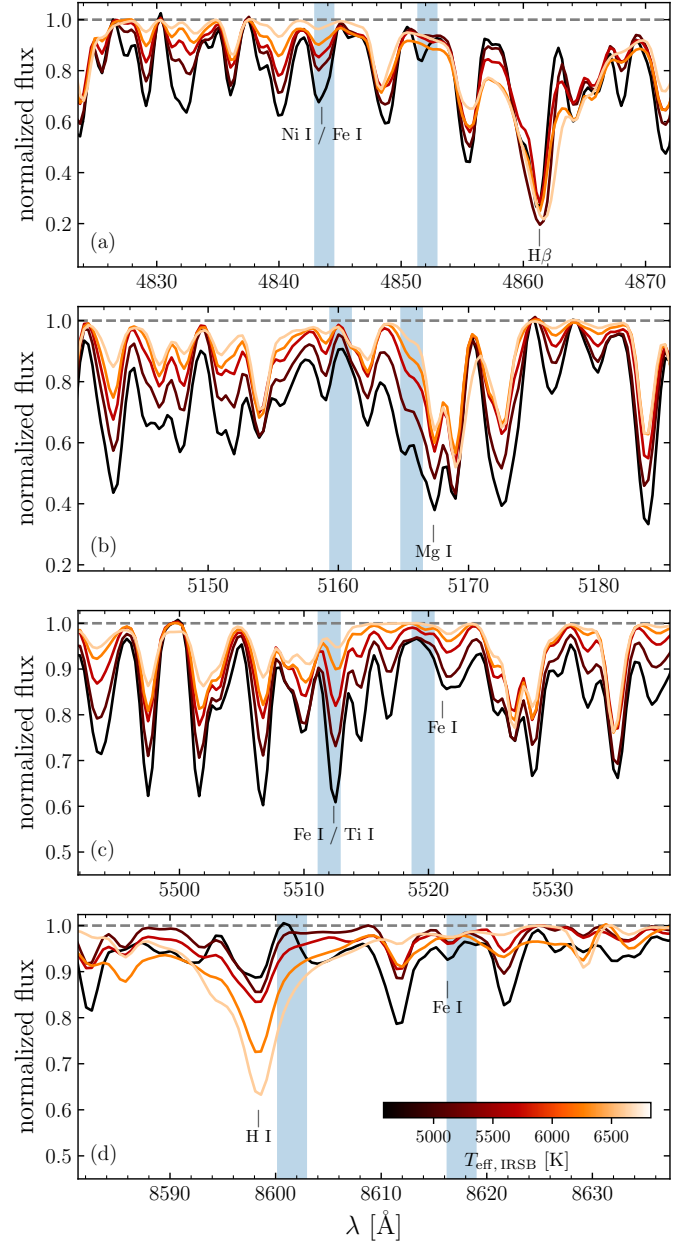 1.0
0.8
0.6
0.4
0.2
normalized flux
Ni I / Fe I
Hβ
(a)
4830 4840 4850 4860 4870
1.0
0.8
0.6
0.4
0.2
normalized flux
Mg I
(b)
5150 5160 5170 5180
1.0
0.9
0.8
0.7
0.6
0.5
normalized flux
Fe I
Fe I / Ti I
(c)
5500 5510 5520 5530
1.0
0.9
0.8
0.7
0.6
0.5
normalized flux
Fe I
H I
5000 5500 6000 6500
T_eff, IRSB [K]
(d)
8590 8600 8610 8620 8630
λ [Å]